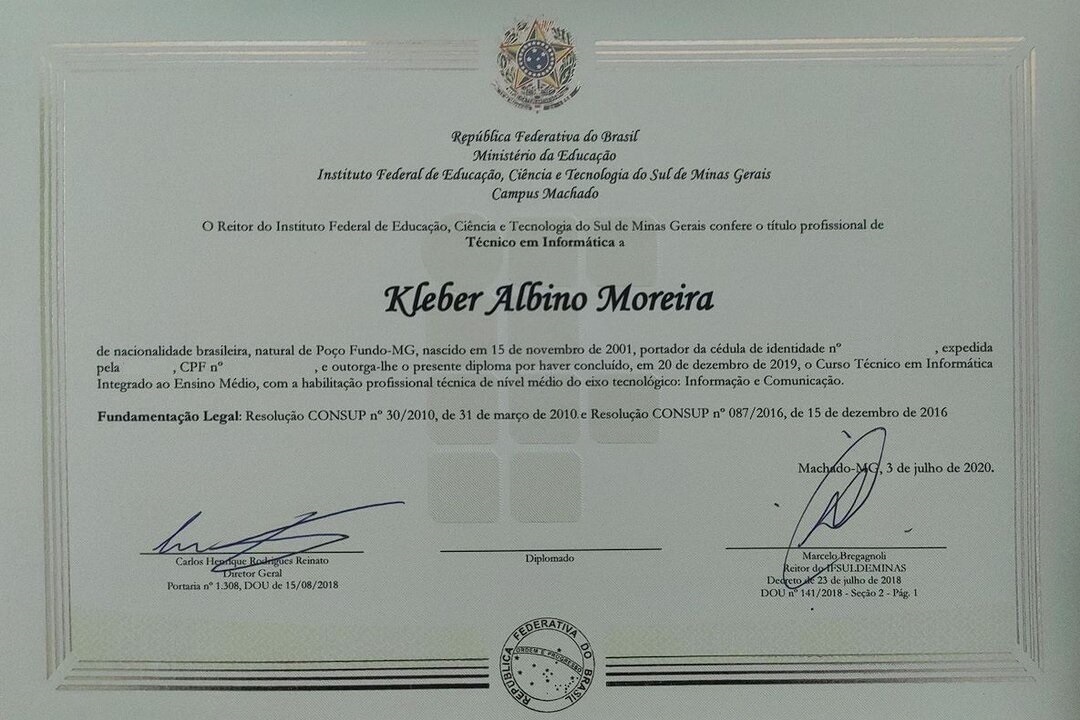 República Federativa do Brasil
Ministério da Educação
Instituto Federal de Educação, Ciência e Tecnologia do Sul de Minas Gerais
Campus Machado
O Reitor do Instituto Federal de Educação, Ciência e Tecnologia do Sul de Minas Gerais confere o título profissional de
Técnico em Informática a
Kleber Albino Moreira
de nacionalidade brasileira, natural de Poço Fundo-MG, nascido em 15 de novembro de 2001, portador da cédula de identidade nº , expedida
pela , CPF nº , e outorga-lhe o presente diploma por haver concluído, em 20 de dezembro de 2019, o Curso Técnico em Informática
Integrado ao Ensino Médio, com a habilitação profissional técnica de nível médio do eixo tecnológico: Informação e Comunicação.
Fundamentação Legal: Resolução CONSUP nº 30/2010, de 31 de março de 2010 e Resolução CONSUP nº 087/2016, de 15 de dezembro de 2016
Machado-MG, 3 de julho de 2020.
Carlos Henrique Rodrigues Reinato
Diretor Geral
Portaria nº 1.308, DOU de 15/08/2018
Diplomado
Marcelo Bregagnoli
Reitor do IFSULDEMINAS
Decreto de 23 de julho de 2018
DOU nº 141/2018 - Seção 2 - Pág. 1
REPÚBLICA FEDERATIVA DO BRASIL
ORDEM E PROGRESSO